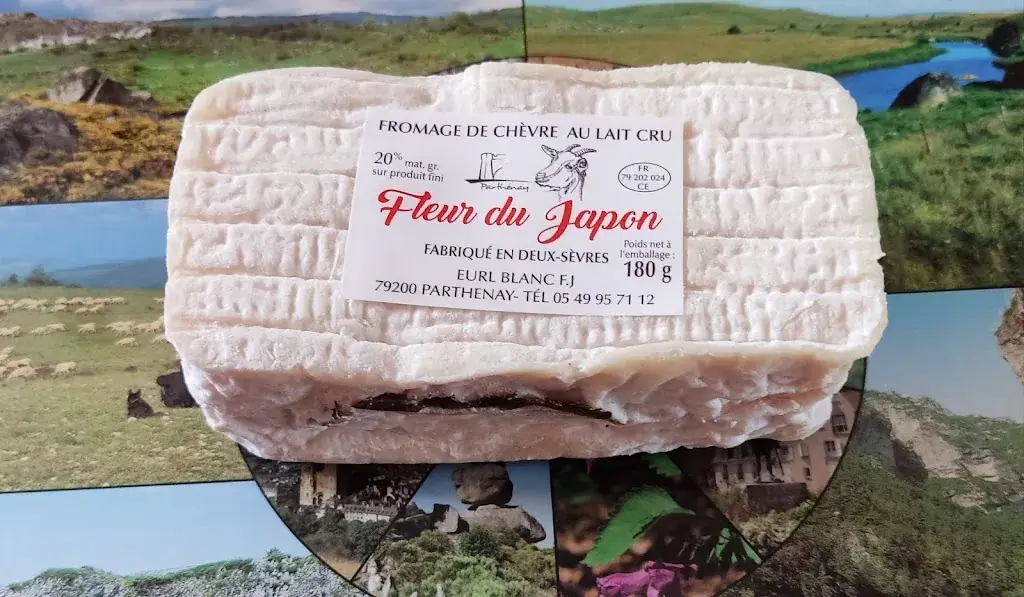 FROMAGE DE CHÈVRE AU LAIT CRU
20% mat. gr.
sur produit fini
Parthenay
FR
79 202 024
CE
Fleur du Japon
FABRIQUÉ EN DEUX-SÈVRES
Poids net à
l'emballage :
180 g
EURL BLANC F.J
79200 PARTHENAY- TÉL 05 49 95 71 12